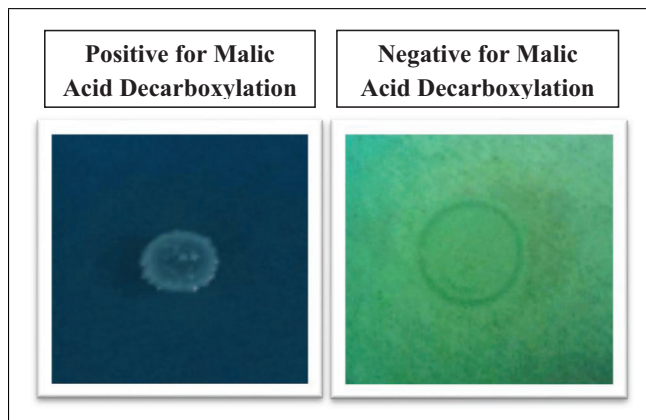 Positive for Malic
Acid Decarboxylation
Negative for Malic
Acid Decarboxylation